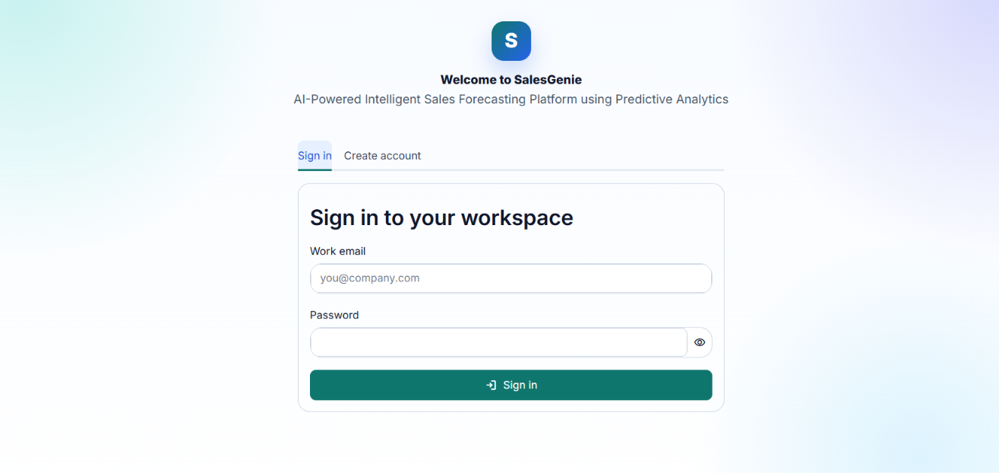 S
Welcome to SalesGenie
AI-Powered Intelligent Sales Forecasting Platform using Predictive Analytics
Sign in
Create account
Sign in to your workspace
Work email
you@company.com
Password
Sign in